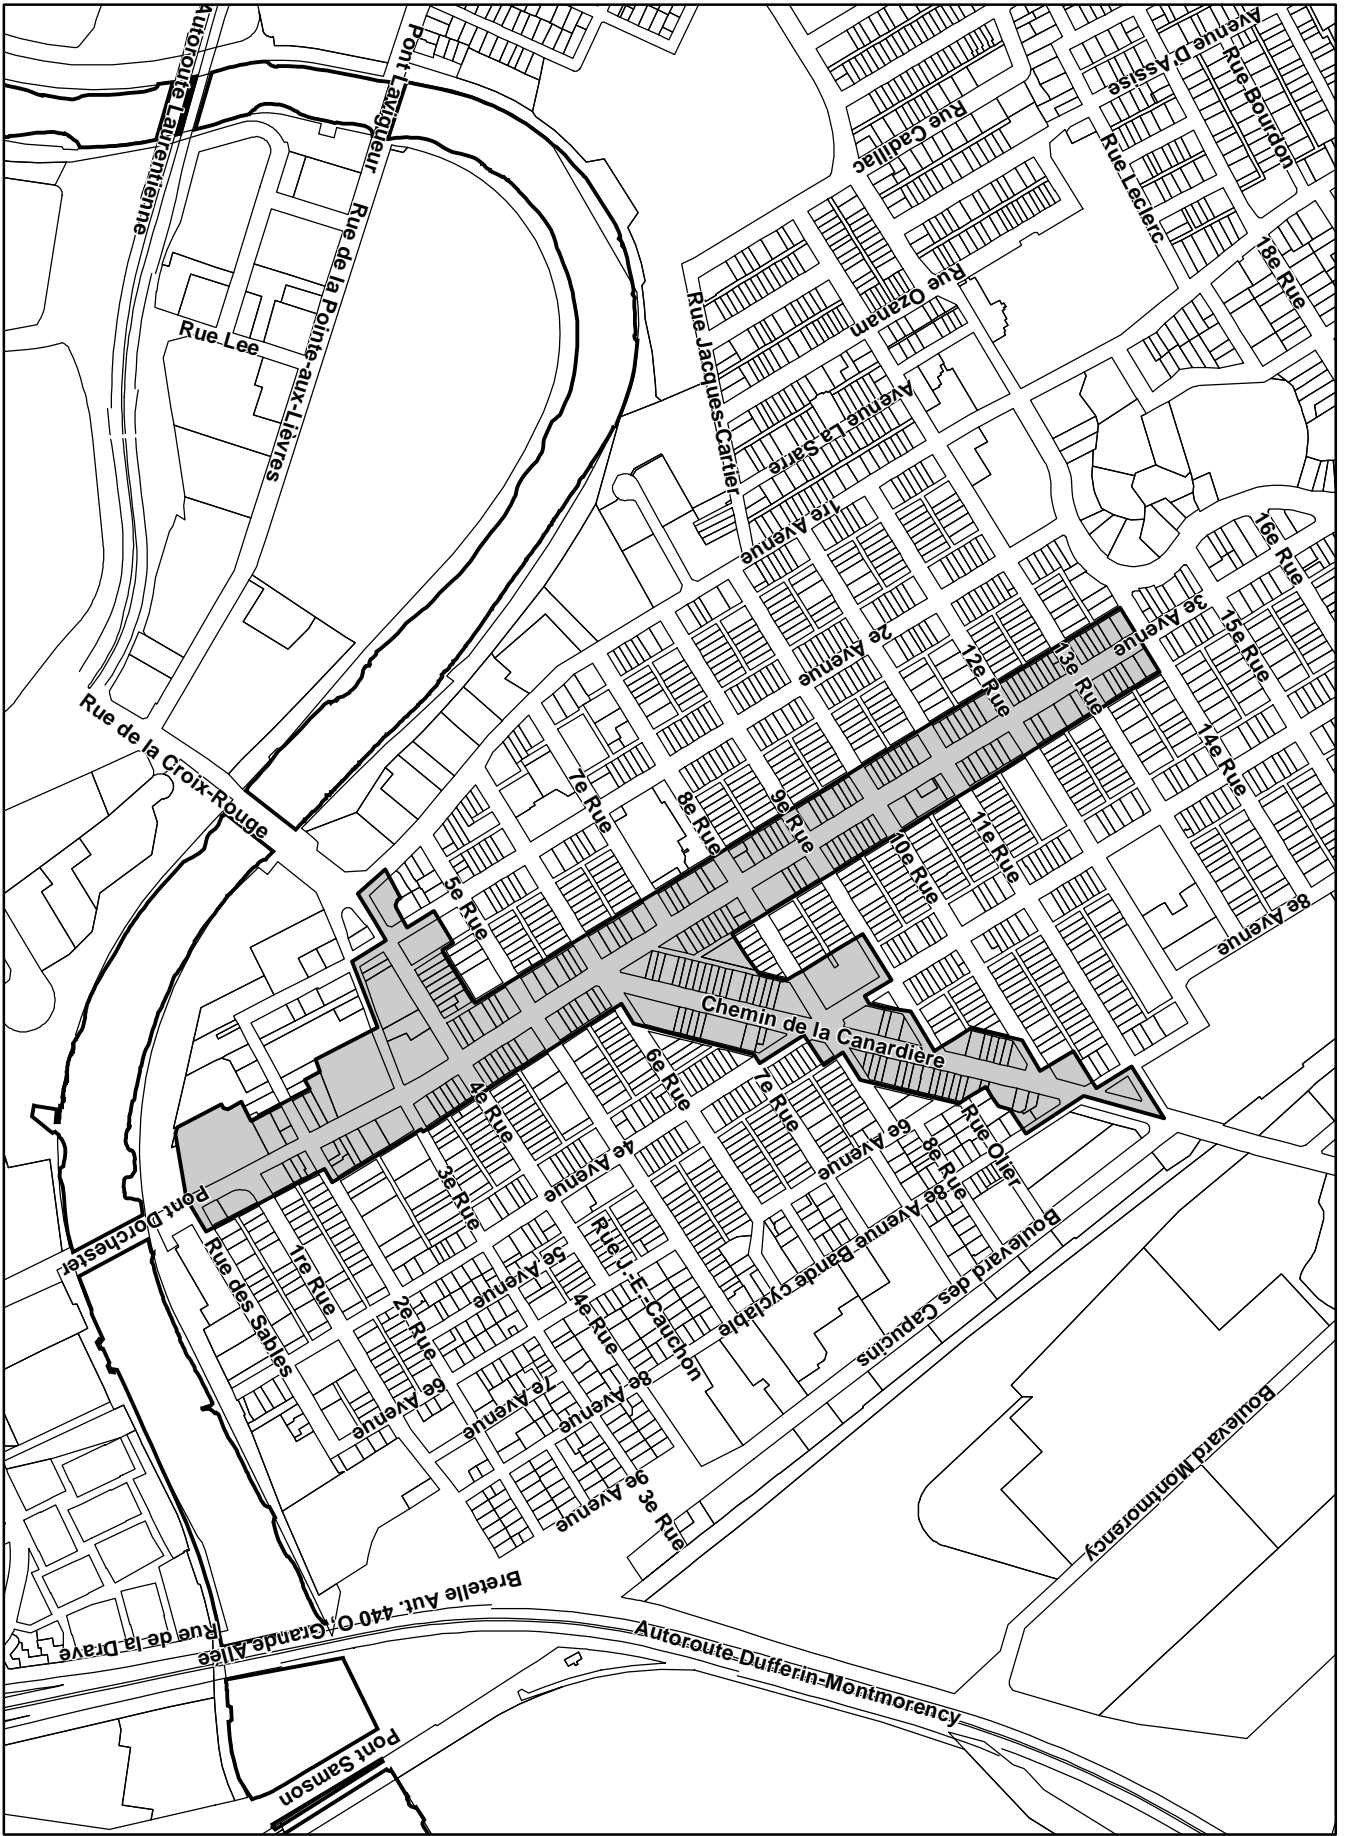 Autoroute Laurentienne
Pont Lavigueur
Rue de la Pointe-aux-Lièvres
Rue Lee
Rue Cadillac
Avenue D'Assise
Rue Bourdon
Rue Leclerc
18e Rue
Rue Ozanam
Rue Jacques-Cartier
Avenue La Sarre
1re Avenue
16e Rue
2e Avenue
3e Avenue
15e Rue
12e Rue
13e Rue
14e Rue
Rue de la Croix-Rouge
7e Rue
8e Rue
9e Rue
10e Rue
11e Rue
5e Rue
8e Avenue
Chemin de la Canardière
6e Rue
7e Rue
4e Rue
3e Rue
4e Avenue
6e Avenue
8e Rue
Rue Olier
Pont Dorchester
Rue des Sables
1re Rue
2e Rue
5e Avenue
Rue J.-E.-Cauchon
4e Rue
8e Avenue Bande cyclable
Boulevard des Capucins
6e Avenue
7e Avenue
8e Avenue
9e Avenue
3e Rue
Boulevard Montmorency
Bretelle Aut. 440 O, Grande Allee
Rue de la Drave
Autoroute Dufferin-Montmorency
Pont Samson